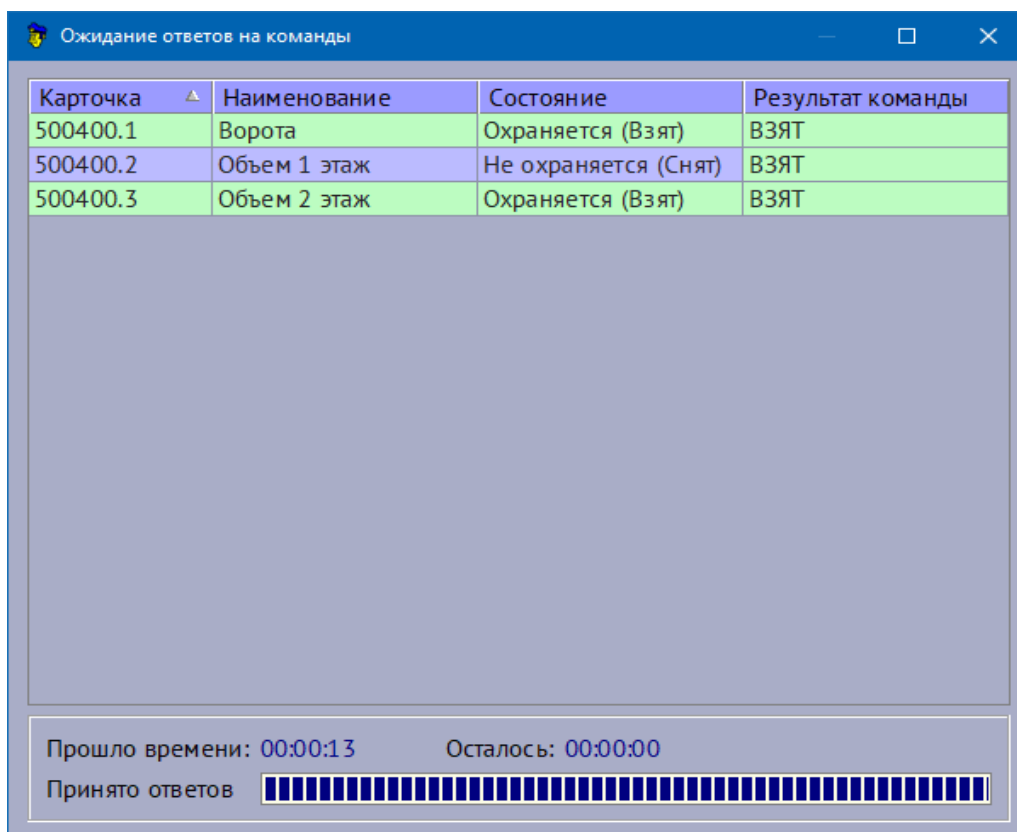 Ожидание ответов на команды
Карточка Наименование Состояние Результат команды
500400.1 Ворота Охраняется (Взят) ВЗЯТ
500400.2 Объем 1 этаж Не охраняется (Снят) ВЗЯТ
500400.3 Объем 2 этаж Охраняется (Взят) ВЗЯТ
Прошло времени: 00:00:13 Осталось: 00:00:00
Принято ответов